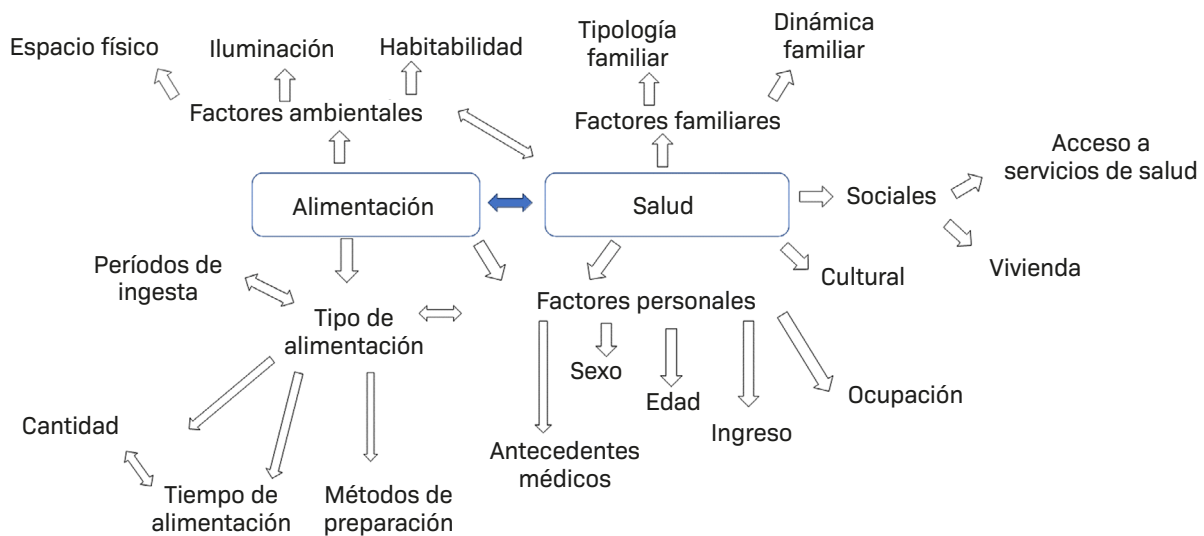 Espacio físico
Iluminación
Habitabilidad
Tipología
familiar
Dinámica
familiar
Factores ambientales
Factores familiares
Acceso a
servicios de salud
Alimentación
Salud
Sociales
Vivienda
Cultural
Períodos de
ingesta
Tipo de
alimentación
Factores personales
Sexo
Edad
Ingreso
Ocupación
Cantidad
Antecedentes
médicos
Tiempo de
alimentación
Métodos de
preparación